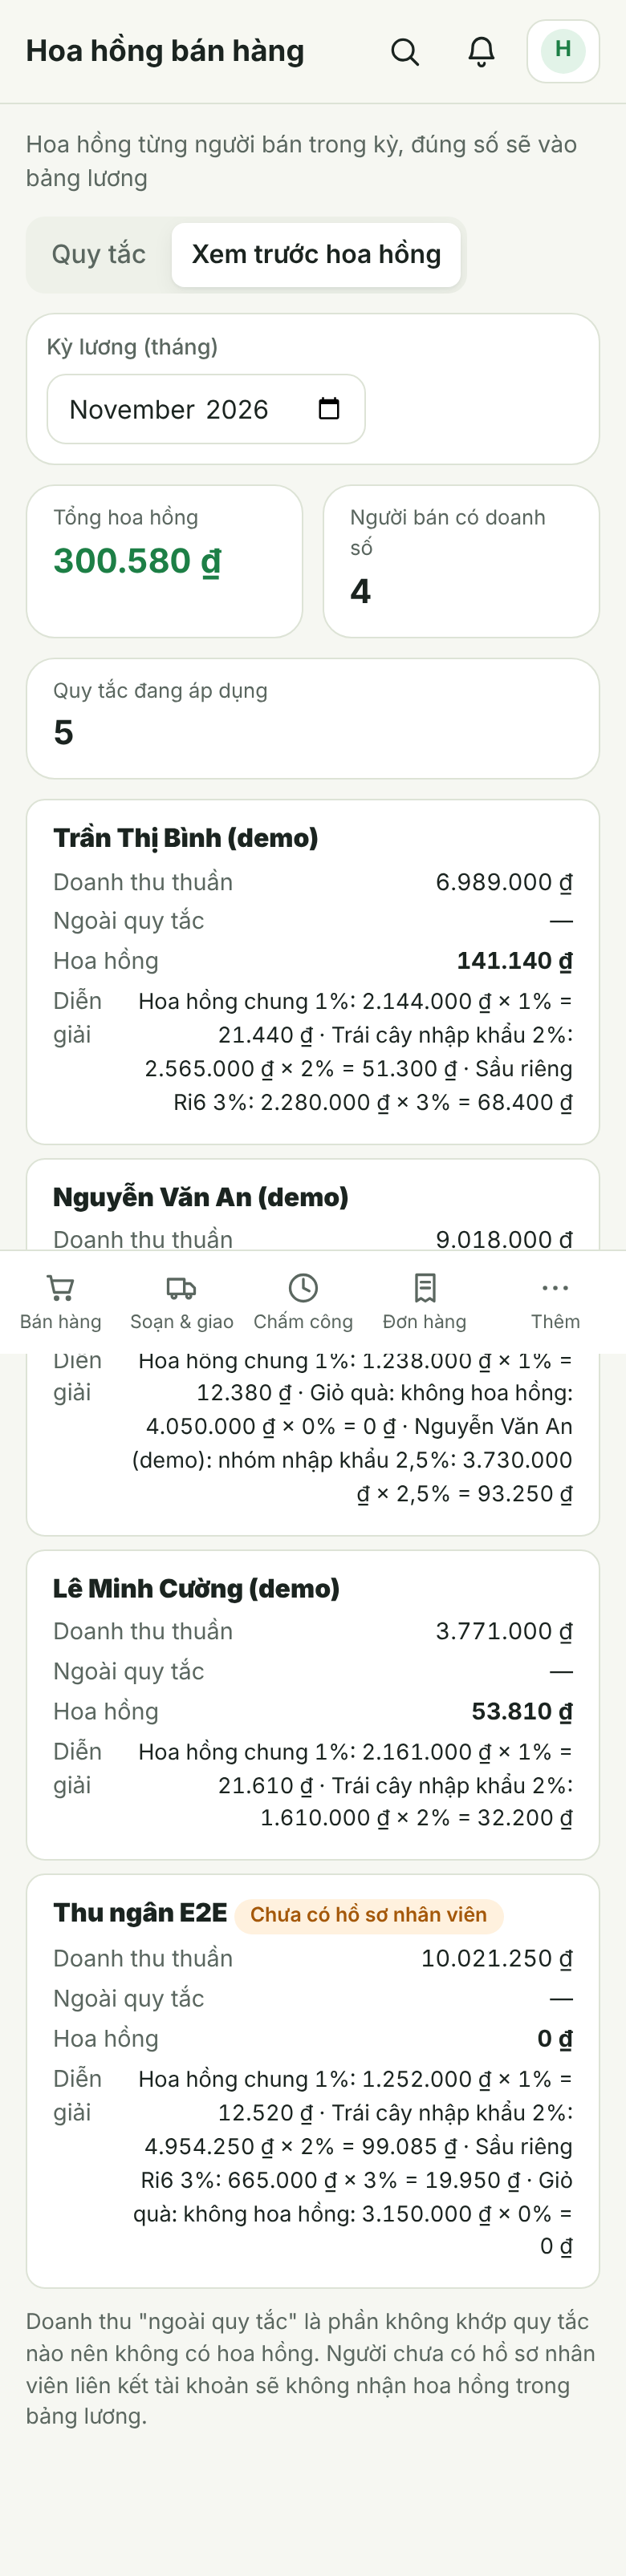 Hoa hồng bán hàng
H
Hoa hồng từng người bán trong kỳ, đúng số sẽ vào
bảng lương
Quy tắc
Xem trước hoa hồng
Kỳ lương (tháng)
November 2026
Tổng hoa hồng
300.580 ₫
Người bán có doanh
số
4
Quy tắc đang áp dụng
5
Trần Thị Bình (demo)
Doanh thu thuần 6.989.000 ₫
Ngoài quy tắc —
Hoa hồng 141.140 ₫
Diễn Hoa hồng chung 1%: 2.144.000 ₫ × 1% =
giải 21.440 ₫ · Trái cây nhập khẩu 2%:
2.565.000 ₫ × 2% = 51.300 ₫ · Sầu riêng
Ri6 3%: 2.280.000 ₫ × 3% = 68.400 ₫
Nguyễn Văn An (demo)
Doanh thu thuần 9.018.000 ₫
Bán hàng
Soạn & giao
Chấm công
Đơn hàng
Thêm
Diễn Hoa hồng chung 1%: 1.238.000 ₫ × 1% =
giải 12.380 ₫ · Giỏ quà: không hoa hồng:
4.050.000 ₫ × 0% = 0 ₫ · Nguyễn Văn An
(demo): nhóm nhập khẩu 2,5%: 3.730.000
₫ × 2,5% = 93.250 ₫
Lê Minh Cường (demo)
Doanh thu thuần 3.771.000 ₫
Ngoài quy tắc —
Hoa hồng 53.810 ₫
Diễn Hoa hồng chung 1%: 2.161.000 ₫ × 1% =
giải 21.610 ₫ · Trái cây nhập khẩu 2%:
1.610.000 ₫ × 2% = 32.200 ₫
Thu ngân E2E Chưa có hồ sơ nhân viên
Doanh thu thuần 10.021.250 ₫
Ngoài quy tắc —
Hoa hồng 0 ₫
Diễn Hoa hồng chung 1%: 1.252.000 ₫ × 1% =
giải 12.520 ₫ · Trái cây nhập khẩu 2%:
4.954.250 ₫ × 2% = 99.085 ₫ · Sầu riêng
Ri6 3%: 665.000 ₫ × 3% = 19.950 ₫ · Giỏ
quà: không hoa hồng: 3.150.000 ₫ × 0% =
0 ₫
Doanh thu "ngoài quy tắc" là phần không khớp quy tắc
nào nên không có hoa hồng. Người chưa có hồ sơ nhân
viên liên kết tài khoản sẽ không nhận hoa hồng trong
bảng lương.